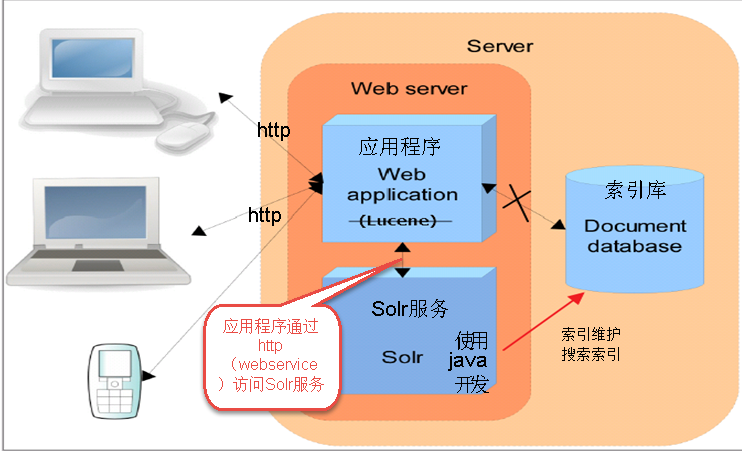 Server
Web server
http
应用程序
Web
application
(Lucene)
http
索引库
Document
database
Solr服务
Solr
使用
java
开发
应用程序通过
http
（webservice
）访问Solr服务
索引维护
搜索索引